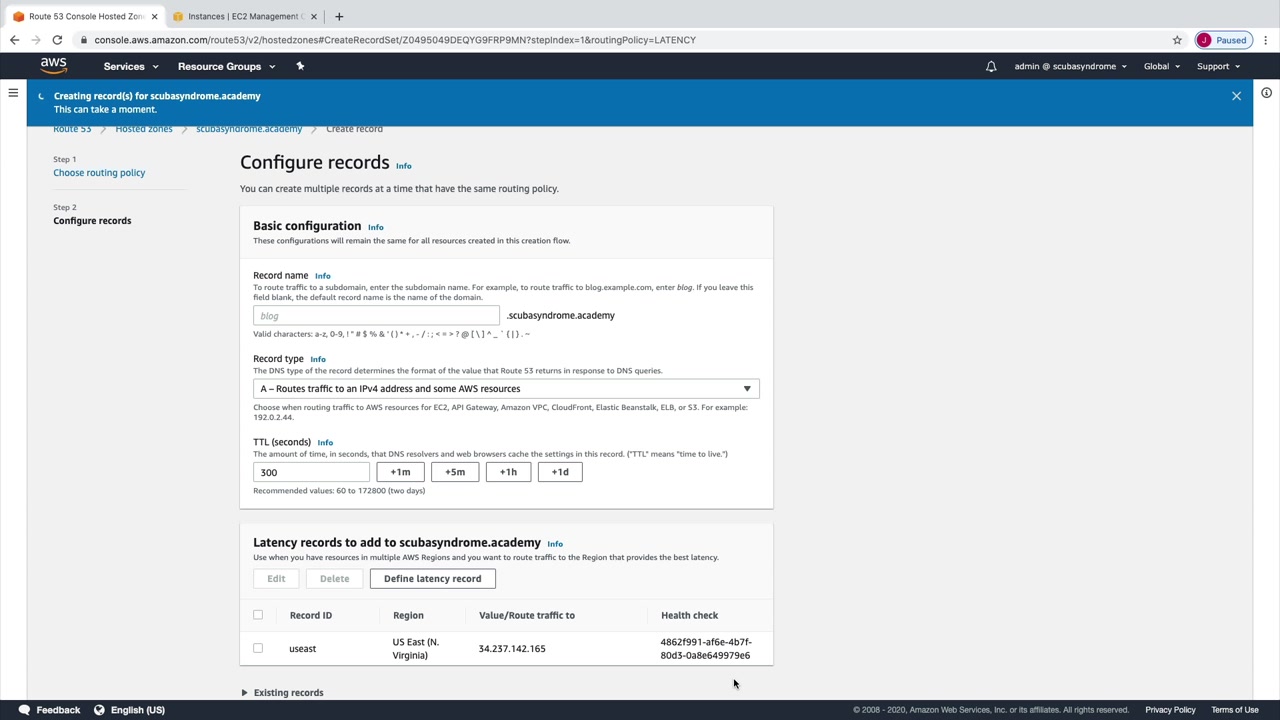 Route 53 Console Hosted Zon
Instances | EC2 Management C
console.aws.amazon.com/route53/v2/hostedzones#CreateRecordSet/Z0495049DEQYG9FRP9MN?stepIndex=1&routingPolicy=LATENCY
J Paused
aws Services Resource Groups admin @ scubasyndrome Global Support
Creating record(s) for scubasyndrome.academy
This can take a moment.
Route 53 Hosted zones scubasyndrome.academy Create record
Step 1
Choose routing policy
Step 2
Configure records
Configure records Info
You can create multiple records at a time that have the same routing policy.
Basic configuration Info
These configurations will remain the same for all resources created in this creation flow.
Record name Info
To route traffic to a subdomain, enter the subdomain name. For example, to route traffic to blog.example.com, enter blog. If you leave this
field blank, the default record name is the name of the domain.
blog .scubasyndrome.academy
Valid characters: a-z, 0-9, ! " # $ % & ' ( ) * + , - / : ; < = > ? @ [ \ ] ^ _ ` { | } . ~
Record type Info
The DNS type of the record determines the format of the value that Route 53 returns in response to DNS queries.
A – Routes traffic to an IPv4 address and some AWS resources
Choose when routing traffic to AWS resources for EC2, API Gateway, Amazon VPC, CloudFront, Elastic Beanstalk, ELB, or S3. For example:
192.0.2.44.
TTL (seconds) Info
The amount of time, in seconds, that DNS resolvers and web browsers cache the settings in this record. ("TTL" means "time to live.")
300 +1m +5m +1h +1d
Recommended values: 60 to 172800 (two days)
Latency records to add to scubasyndrome.academy Info
Use when you have resources in multiple AWS Regions and you want to route traffic to the Region that provides the best latency.
Edit Delete Define latency record
Record ID Region Value/Route traffic to Health check
useast US East (N. Virginia) 34.237.142.165 4862f991-af6e-4b7f-80d3-0a8e649979e6
Existing records
Feedback English (US) © 2008 - 2020, Amazon Web Services, Inc. or its affiliates. All rights reserved. Privacy Policy Terms of Use